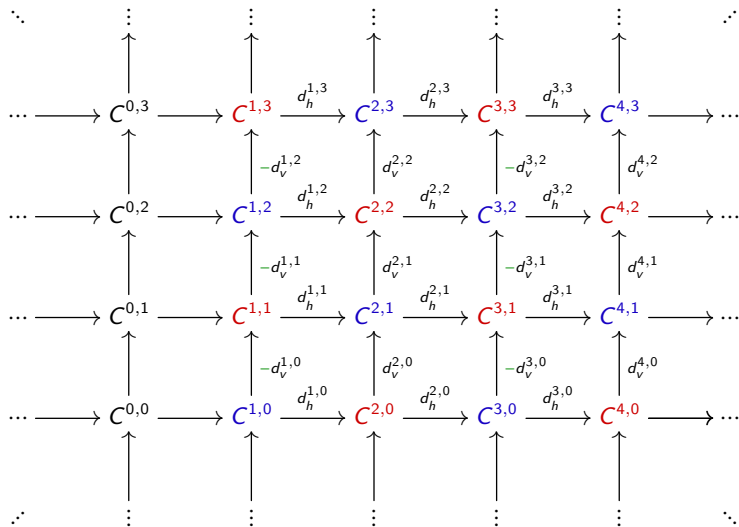 ⋱ ⋮ ⋮ ⋮ ⋮ ⋮ ⋰
d_h^{1,3} d_h^{2,3} d_h^{3,3}
⋯ C^{0,3} C^{1,3} C^{2,3} C^{3,3} C^{4,3} ⋯
−d_v^{1,2} d_v^{2,2} −d_v^{3,2} d_v^{4,2}
d_h^{1,2} d_h^{2,2} d_h^{3,2}
⋯ C^{0,2} C^{1,2} C^{2,2} C^{3,2} C^{4,2} ⋯
−d_v^{1,1} d_v^{2,1} −d_v^{3,1} d_v^{4,1}
d_h^{1,1} d_h^{2,1} d_h^{3,1}
⋯ C^{0,1} C^{1,1} C^{2,1} C^{3,1} C^{4,1} ⋯
−d_v^{1,0} d_v^{2,0} −d_v^{3,0} d_v^{4,0}
d_h^{1,0} d_h^{2,0} d_h^{3,0}
⋯ C^{0,0} C^{1,0} C^{2,0} C^{3,0} C^{4,0} ⋯
⋰ ⋮ ⋮ ⋮ ⋮ ⋮ ⋱